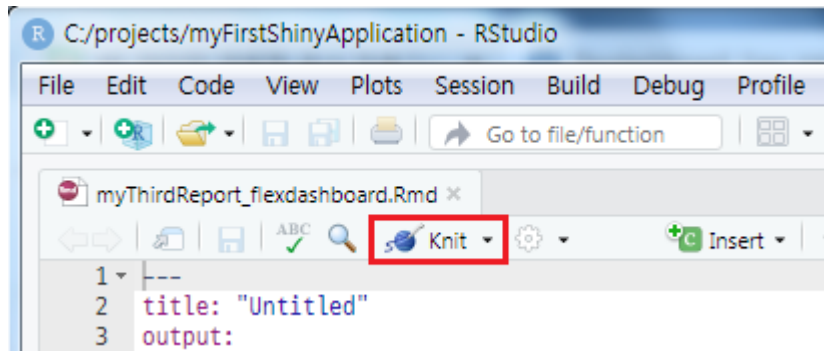 R C:/projects/myFirstShinyApplication - RStudio
File Edit Code View Plots Session Build Debug Profile
R Go to file/function
myThirdReport_flexdashboard.Rmd ×
ABC Knit C Insert
1 ---
2 title: "Untitled"
3 output: